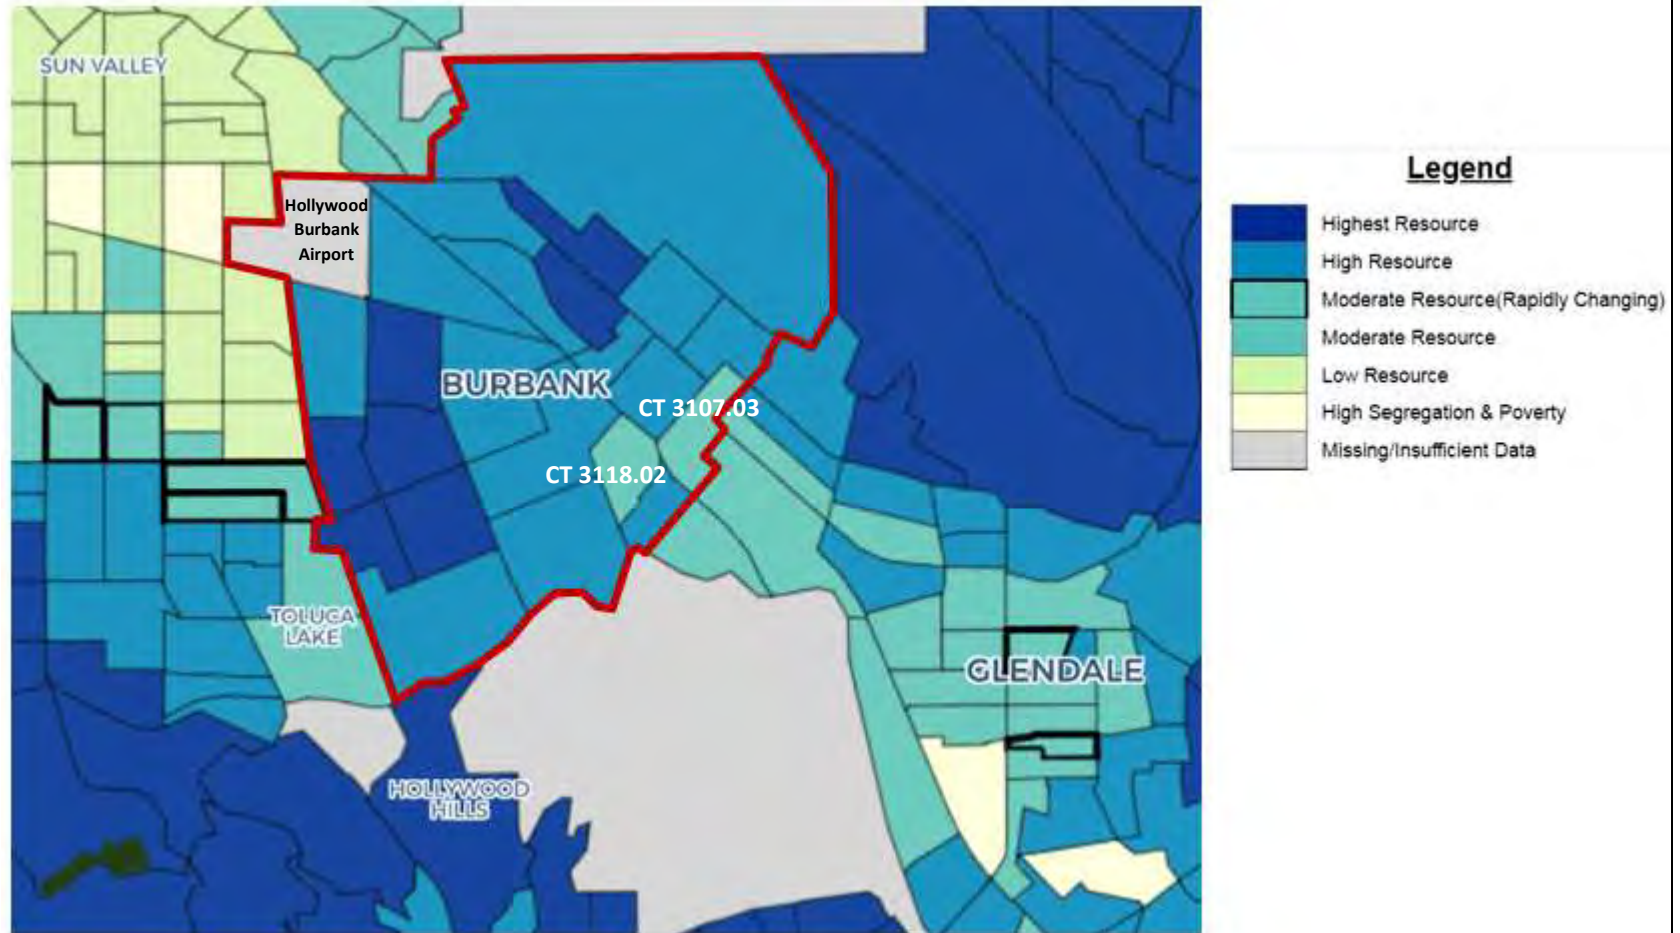 SUN VALLEY
Hollywood
Burbank
Airport
BURBANK
CT 3107.03
CT 3118.02
TOLUCA
LAKE
GLENDALE
HOLLYWOOD
HILLS
Legend
Highest Resource
High Resource
Moderate Resource(Rapidly Changing)
Moderate Resource
Low Resource
High Segregation & Poverty
Missing/Insufficient Data